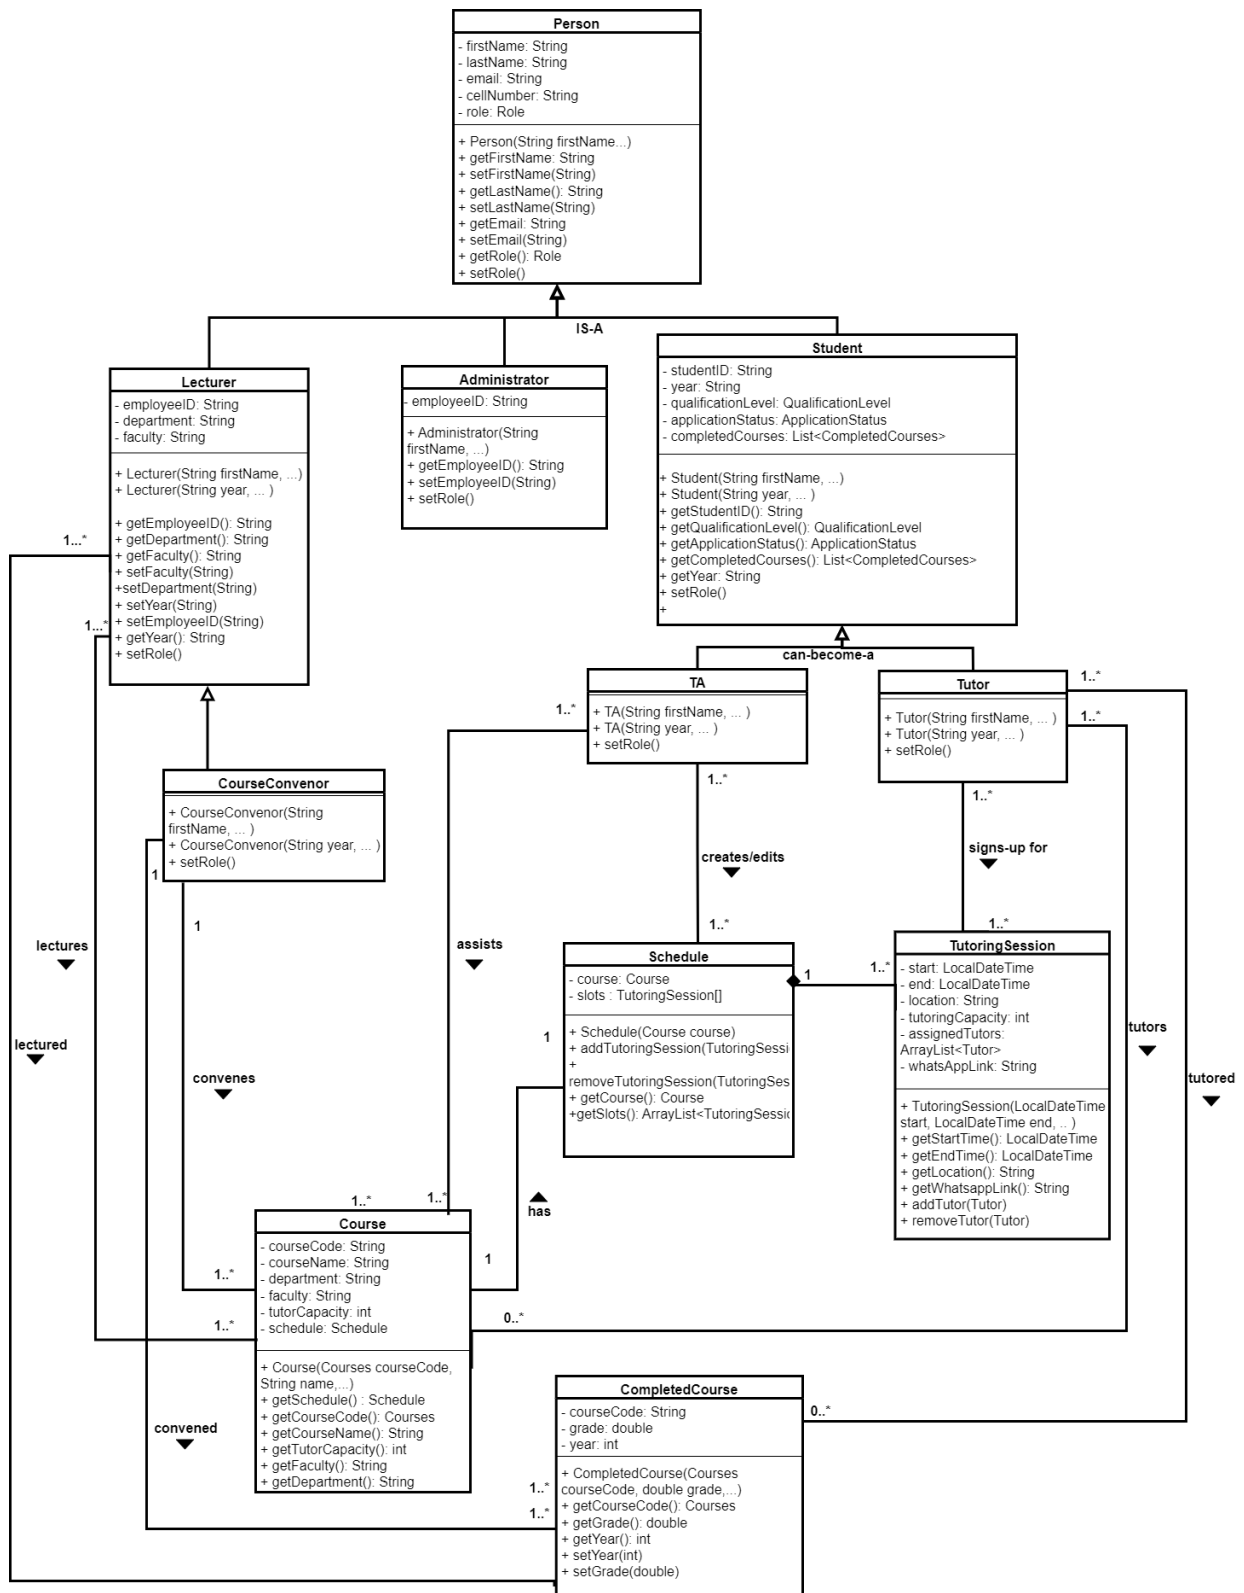 Person
- firstName: String
- lastName: String
- email: String
- cellNumber: String
- role: Role
+ Person(String firstName...)
+ getFirstName: String
+ setFirstName(String)
+ getLastName(): String
+ setLastName(String)
+ getEmail: String
+ setEmail(String)
+ getRole(): Role
+ setRole()
IS-A
Lecturer
- employeeID: String
- department: String
- faculty: String
+ Lecturer(String firstName, ...)
+ Lecturer(String year, ... )
+ getEmployeeID(): String
+ getDepartment(): String
+ getFaculty(): String
+ setFaculty(String)
+setDepartment(String)
+ setYear(String)
+ setEmployeeID(String)
+ getYear(): String
+ setRole()
1...*
1...*
Administrator
- employeeID: String
+ Administrator(String
firstName, ...)
+ getEmployeeID(): String
+ setEmployeeID(String)
+ setRole()
Student
- studentID: String
- year: String
- qualificationLevel: QualificationLevel
- applicationStatus: ApplicationStatus
- completedCourses: List<CompletedCourses>
+ Student(String firstName, ...)
+ Student(String year, ... )
+ getStudentID(): String
+ getQualificationLevel(): QualificationLevel
+ getApplicationStatus(): ApplicationStatus
+ getCompletedCourses(): List<CompletedCourses>
+ getYear: String
+ setRole()
+
can-become-a
TA
+ TA(String firstName, ... )
+ TA(String year, ... )
+ setRole()
1..*
1..*
Tutor
+ Tutor(String firstName, ... )
+ Tutor(String year, ... )
+ setRole()
1..*
1..*
1..*
CourseConvenor
+ CourseConvenor(String
firstName, ... )
+ CourseConvenor(String year, ... )
+ setRole()
1
1
creates/edits
signs-up for
lectures
assists
1..*
1..*
Schedule
- course: Course
- slots : TutoringSession[]
+ Schedule(Course course)
+ addTutoringSession(TutoringSessi
+
removeTutoringSession(TutoringSes
+ getCourse(): Course
+getSlots(): ArrayList<TutoringSessi
1
1
1..*
TutoringSession
- start: LocalDateTime
- end: LocalDateTime
- location: String
- tutoringCapacity: int
- assignedTutors:
ArrayList<Tutor>
- whatsAppLink: String
+ TutoringSession(LocalDateTime
start, LocalDateTime end, .. )
+ getStartTime(): LocalDateTime
+ getEndTime(): LocalDateTime
+ getLocation(): String
+ getWhatsappLink(): String
+ addTutor(Tutor)
+ removeTutor(Tutor)
tutors
lectured
convenes
tutored
has
1..*
1..*
Course
- courseCode: String
- courseName: String
- department: String
- faculty: String
- tutorCapacity: int
- schedule: Schedule
+ Course(Courses courseCode,
String name,...)
+ getSchedule() : Schedule
+ getCourseCode(): Courses
+ getCourseName(): String
+ getTutorCapacity(): int
+ getFaculty(): String
+ getDepartment(): String
1
1..*
1..*
0..*
convened
CompletedCourse
- courseCode: String
- grade: double
- year: int
+ CompletedCourse(Courses
courseCode, double grade,...)
+ getCourseCode(): Courses
+ getGrade(): double
+ getYear(): int
+ setYear(int)
+ setGrade(double)
0..*
1..*
1..*